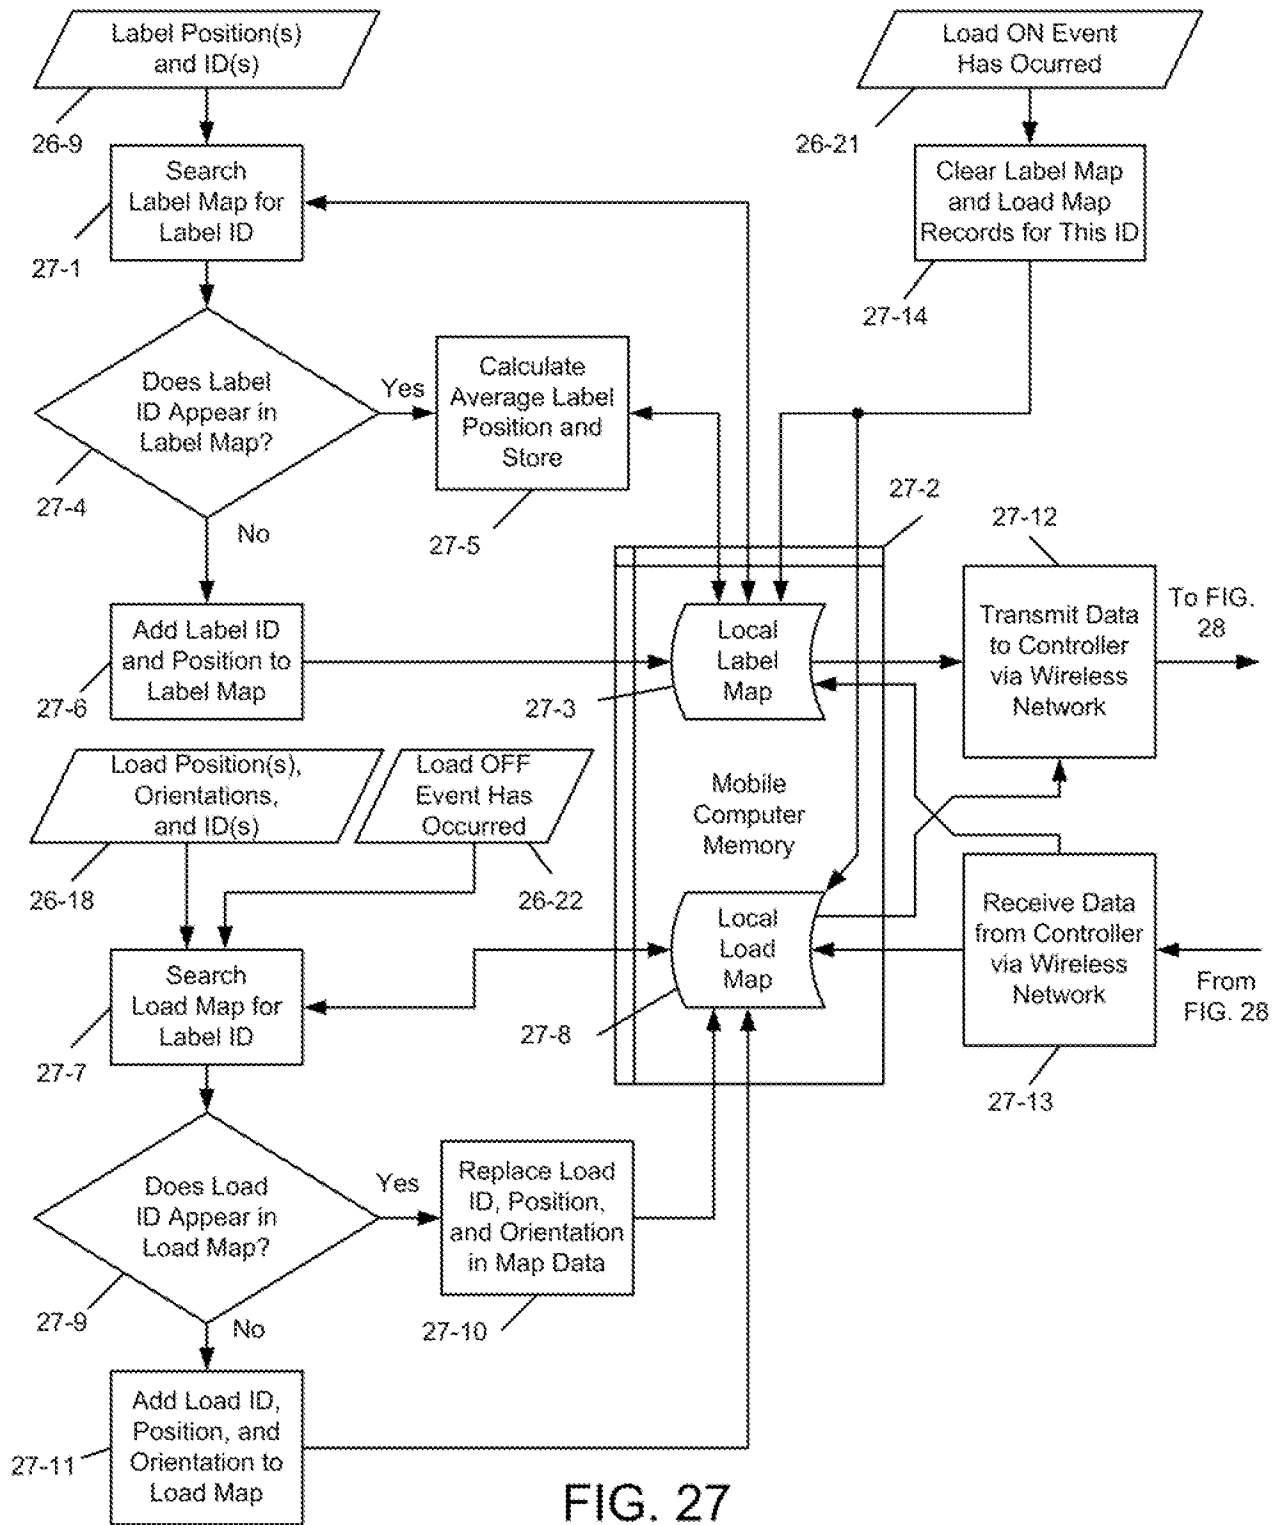 Label Position(s)
and ID(s)
26-9
Load ON Event
Has Ocurred
26-21
Search
Label Map for
Label ID
27-1
Clear Label Map
and Load Map
Records for This ID
27-14
Does Label
ID Appear in
Label Map?
27-4
Yes
No
Calculate
Average Label
Position and
Store
27-5
27-2
27-12
Add Label ID
and Position to
Label Map
27-6
Local
Label
Map
27-3
Transmit Data
to Controller
via Wireless
Network
To FIG.
28
Load Position(s),
Orientations,
and ID(s)
26-18
Load OFF
Event Has
Occurred
26-22
Mobile
Computer
Memory
Search
Load Map for
Label ID
27-7
Local
Load
Map
27-8
Receive Data
from Controller
via Wireless
Network
27-13
From
FIG. 28
Does Load
ID Appear in
Load Map?
27-9
Yes
No
Replace Load
ID, Position,
and Orientation
in Map Data
27-10
Add Load ID,
Position, and
Orientation to
Load Map
27-11
FIG. 27